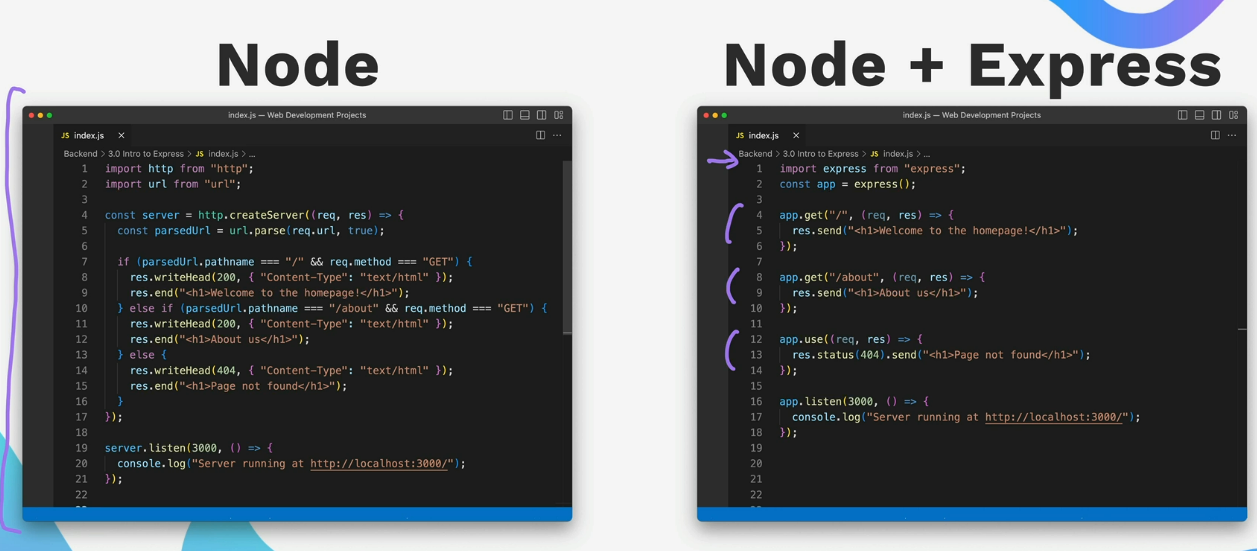 Node
index.js — Web Development Projects
JS index.js ×
Backend > 3.0 Intro to Express > JS index.js > ...
1 import http from "http";
2 import url from "url";
3
4 const server = http.createServer((req, res) => {
5 const parsedUrl = url.parse(req.url, true);
6
7 if (parsedUrl.pathname === "/" && req.method === "GET") {
8 res.writeHead(200, { "Content-Type": "text/html" });
9 res.end("<h1>Welcome to the homepage!</h1>");
10 } else if (parsedUrl.pathname === "/about" && req.method === "GET") {
11 res.writeHead(200, { "Content-Type": "text/html" });
12 res.end("<h1>About us</h1>");
13 } else {
14 res.writeHead(404, { "Content-Type": "text/html" });
15 res.end("<h1>Page not found</h1>");
16 }
17 });
18
19 server.listen(3000, () => {
20 console.log("Server running at http://localhost:3000/");
21 });
22
Node + Express
index.js — Web Development Projects
JS index.js ×
Backend > 3.0 Intro to Express > JS index.js > ...
1 import express from "express";
2 const app = express();
3
4 app.get("/", (req, res) => {
5 res.send("<h1>Welcome to the homepage!</h1>");
6 });
7
8 app.get("/about", (req, res) => {
9 res.send("<h1>About us</h1>");
10 });
11
12 app.use((req, res) => {
13 res.status(404).send("<h1>Page not found</h1>");
14 });
15
16 app.listen(3000, () => {
17 console.log("Server running at http://localhost:3000/");
18 });
19
20
21
22